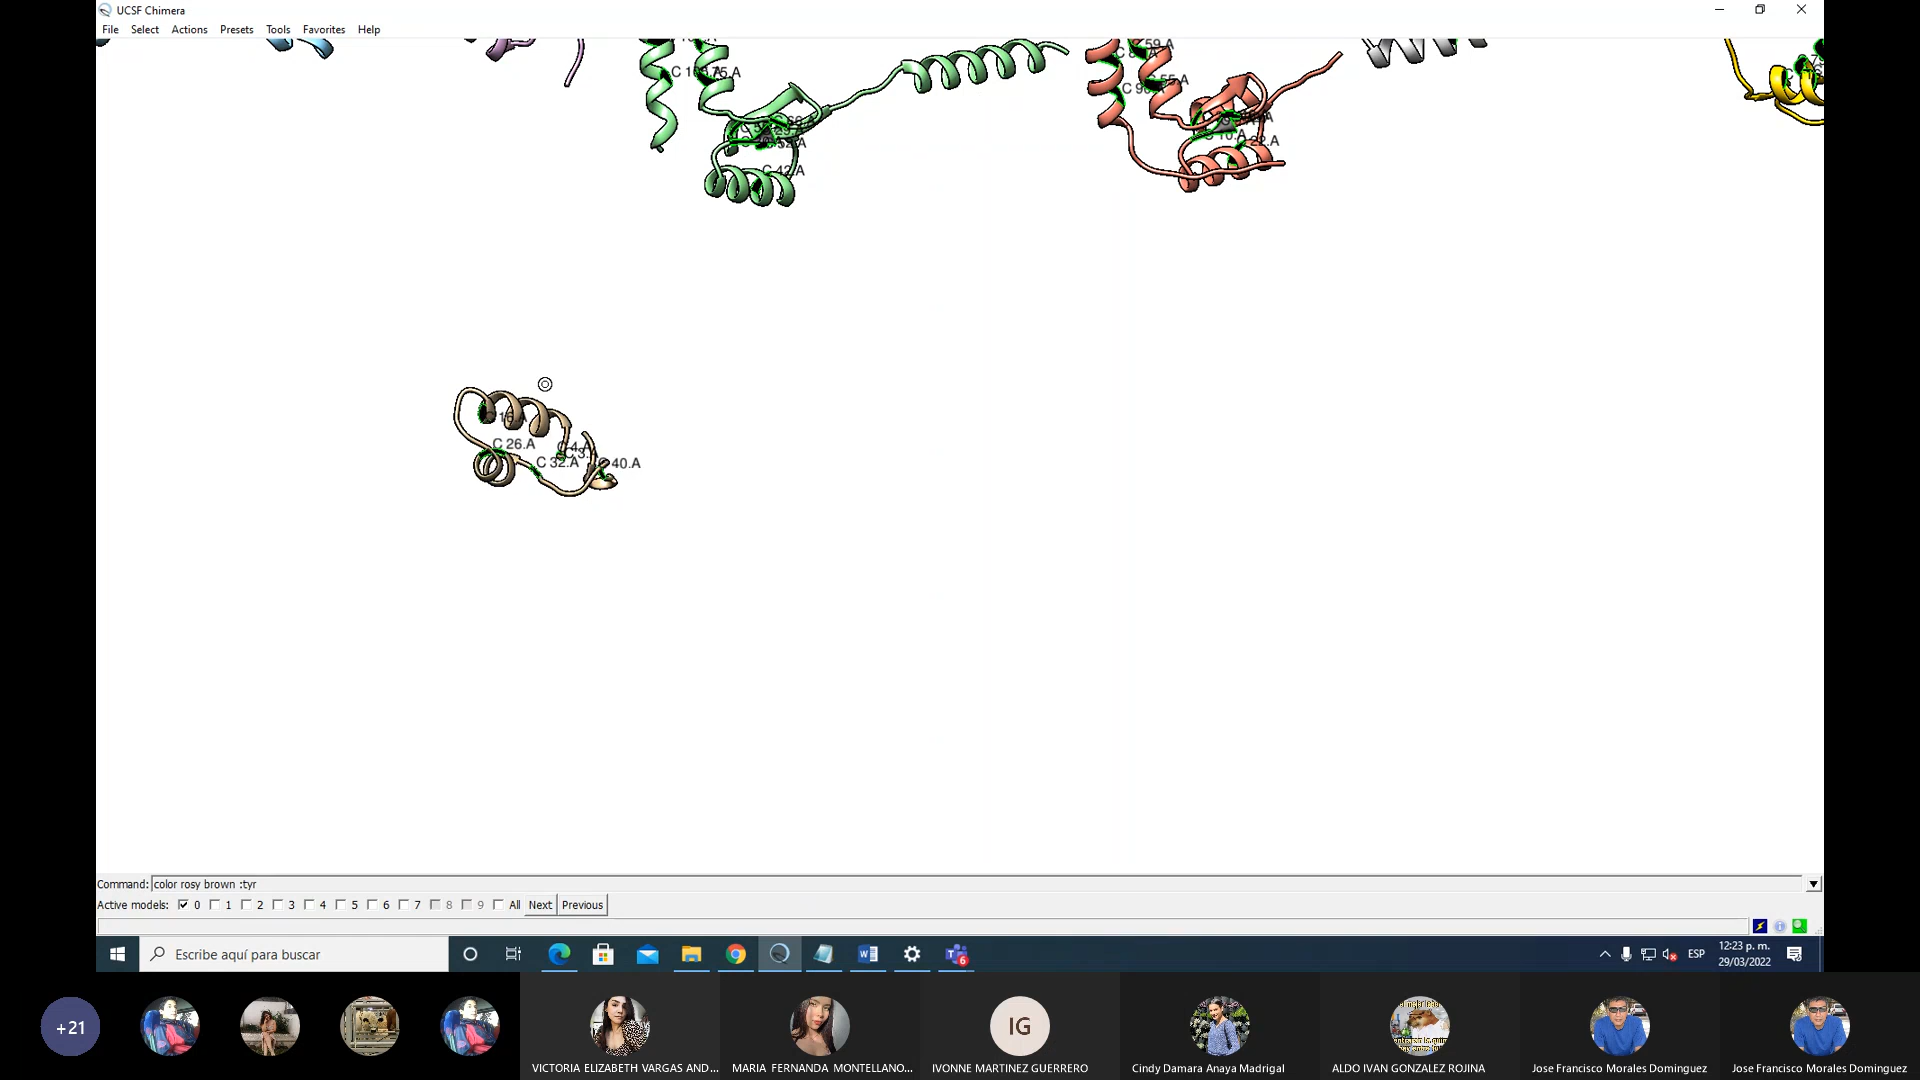 UCSF Chimera
File Select Actions Presets Tools Favorites Help
C 42.A
C 22.A
C 16.A
C 26.A
C 32.A
C 40.A
Command: color rosy brown :tyr
Active models: 0 1 2 3 4 5 6 7 8 9 All Next Previous
Escribe aquí para buscar
6
ESP
12:23 p. m.
29/03/2022
+21
IG
VICTORIA ELIZABETH VARGAS AND...
MARIA FERNANDA MONTELLANO...
IVONNE MARTINEZ GUERRERO
Cindy Damara Anaya Madrigal
ALDO IVAN GONZALEZ ROJINA
Jose Francisco Morales Dominguez
Jose Francisco Morales Dominguez